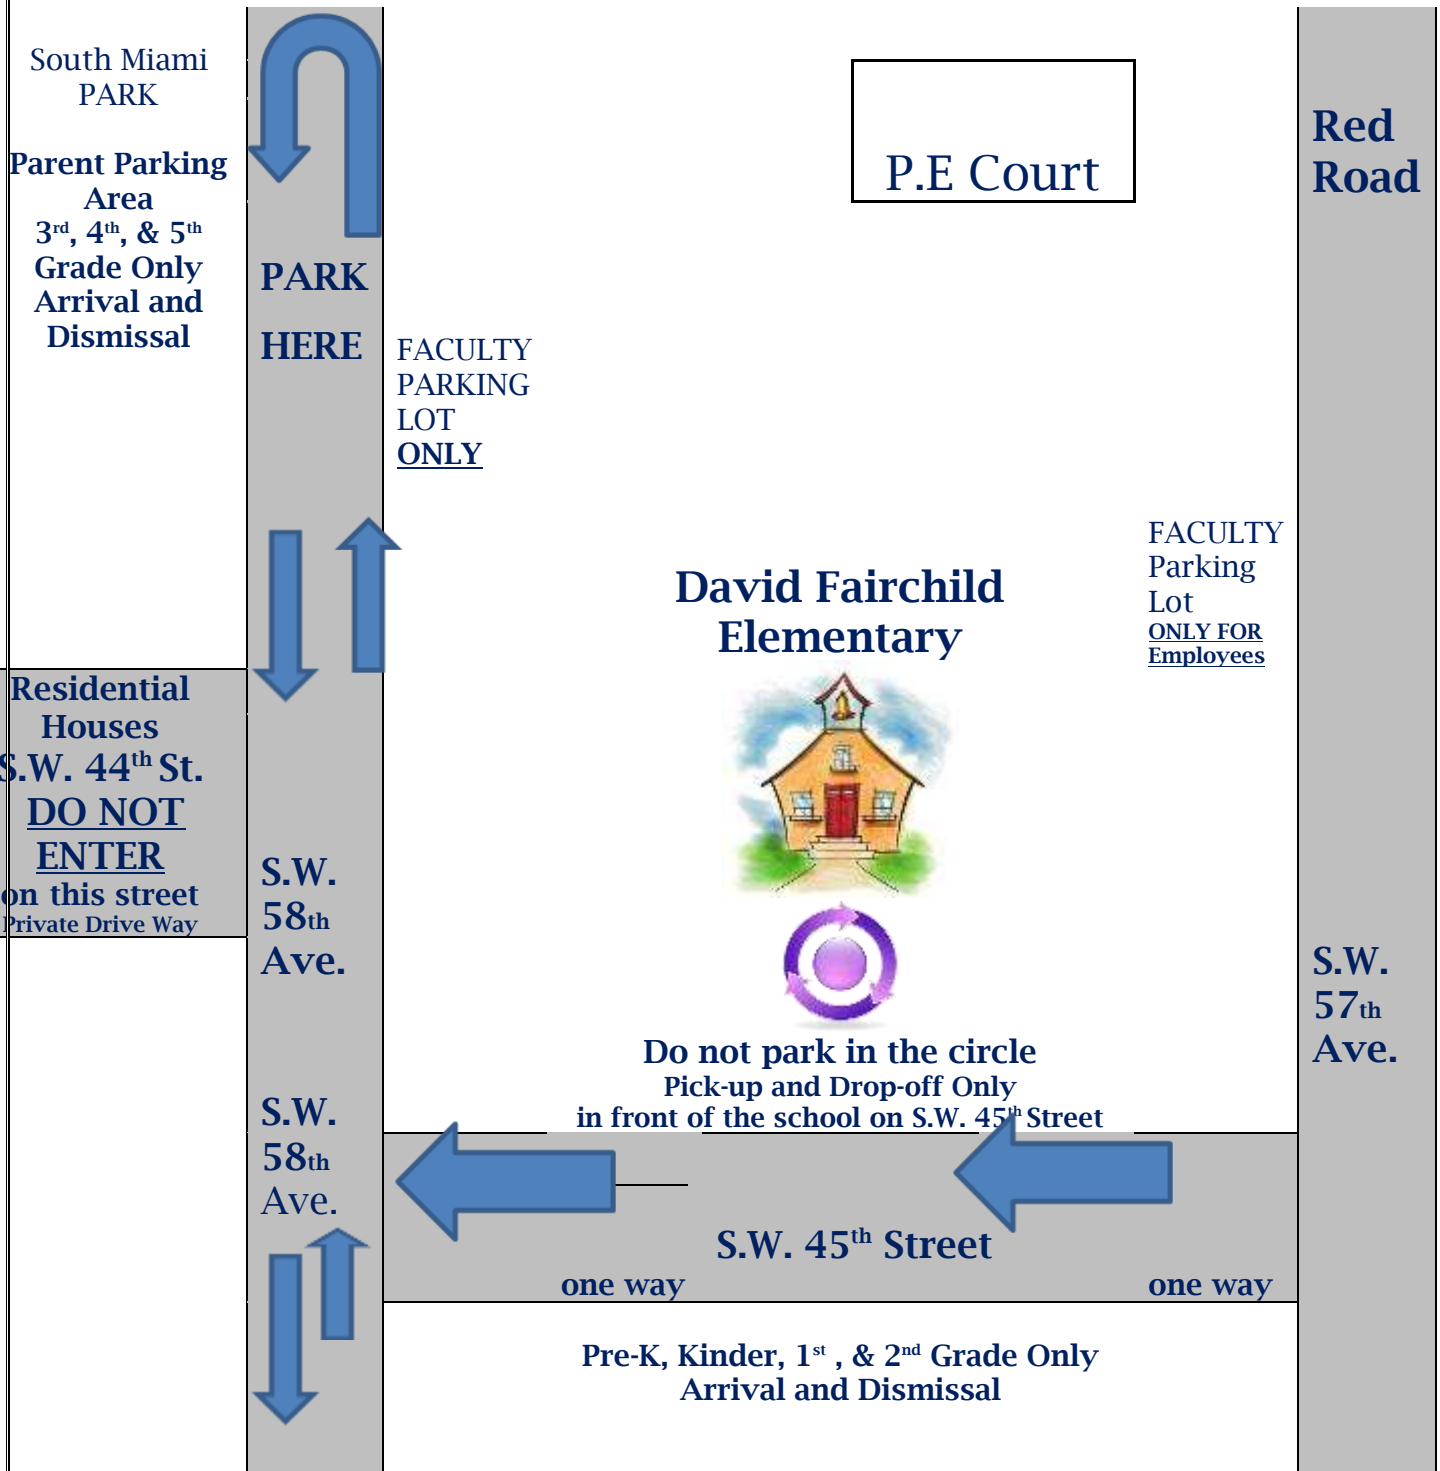 South Miami
PARK
Parent Parking
Area
3rd, 4th, & 5th
Grade Only
Arrival and
Dismissal
PARK
HERE
P.E Court
Red
Road
FACULTY
PARKING
LOT
ONLY
FACULTY
Parking
Lot
ONLY FOR
Employees
David Fairchild
Elementary
Residential
Houses
S.W. 44th St.
DO NOT
ENTER
on this street
Private Drive Way
S.W.
58th
Ave.
S.W.
57th
Ave.
Do not park in the circle
Pick-up and Drop-off Only
in front of the school on S.W. 45th Street
S.W.
58th
Ave.
S.W. 45th Street
one way
one way
Pre-K, Kinder, 1st , & 2nd Grade Only
Arrival and Dismissal